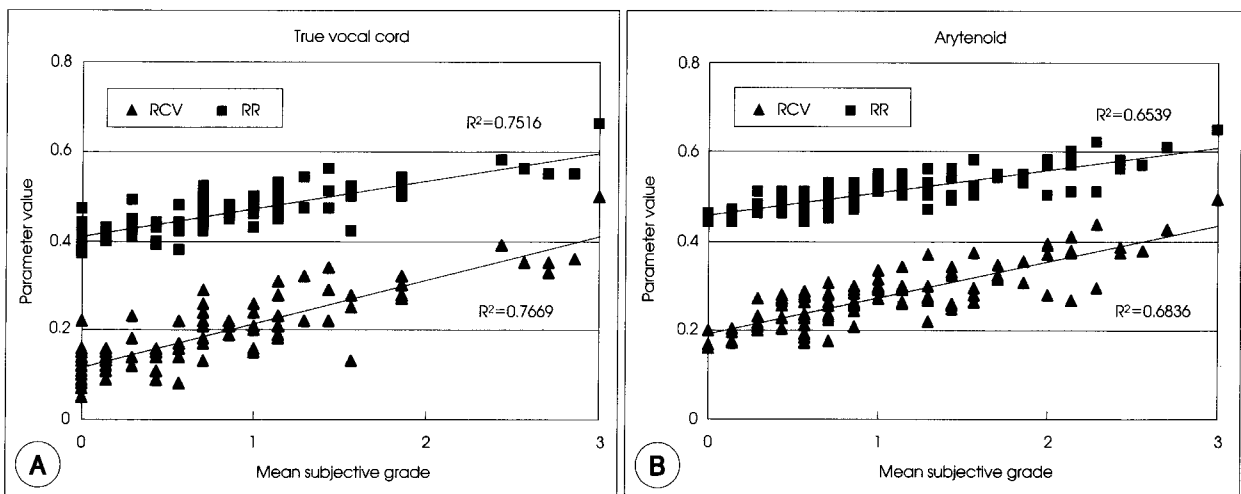 True vocal cord
0.8
RCV RR
R²=0.7516
0.6
Parameter value
0.4
0.2
R²=0.7669
0
0 1 2 3
Mean subjective grade
A
Arytenoid
0.8
RCV RR
R²=0.6539
0.6
Parameter value
0.4
0.2
R²=0.6836
0
0 1 2 3
Mean subjective grade
B